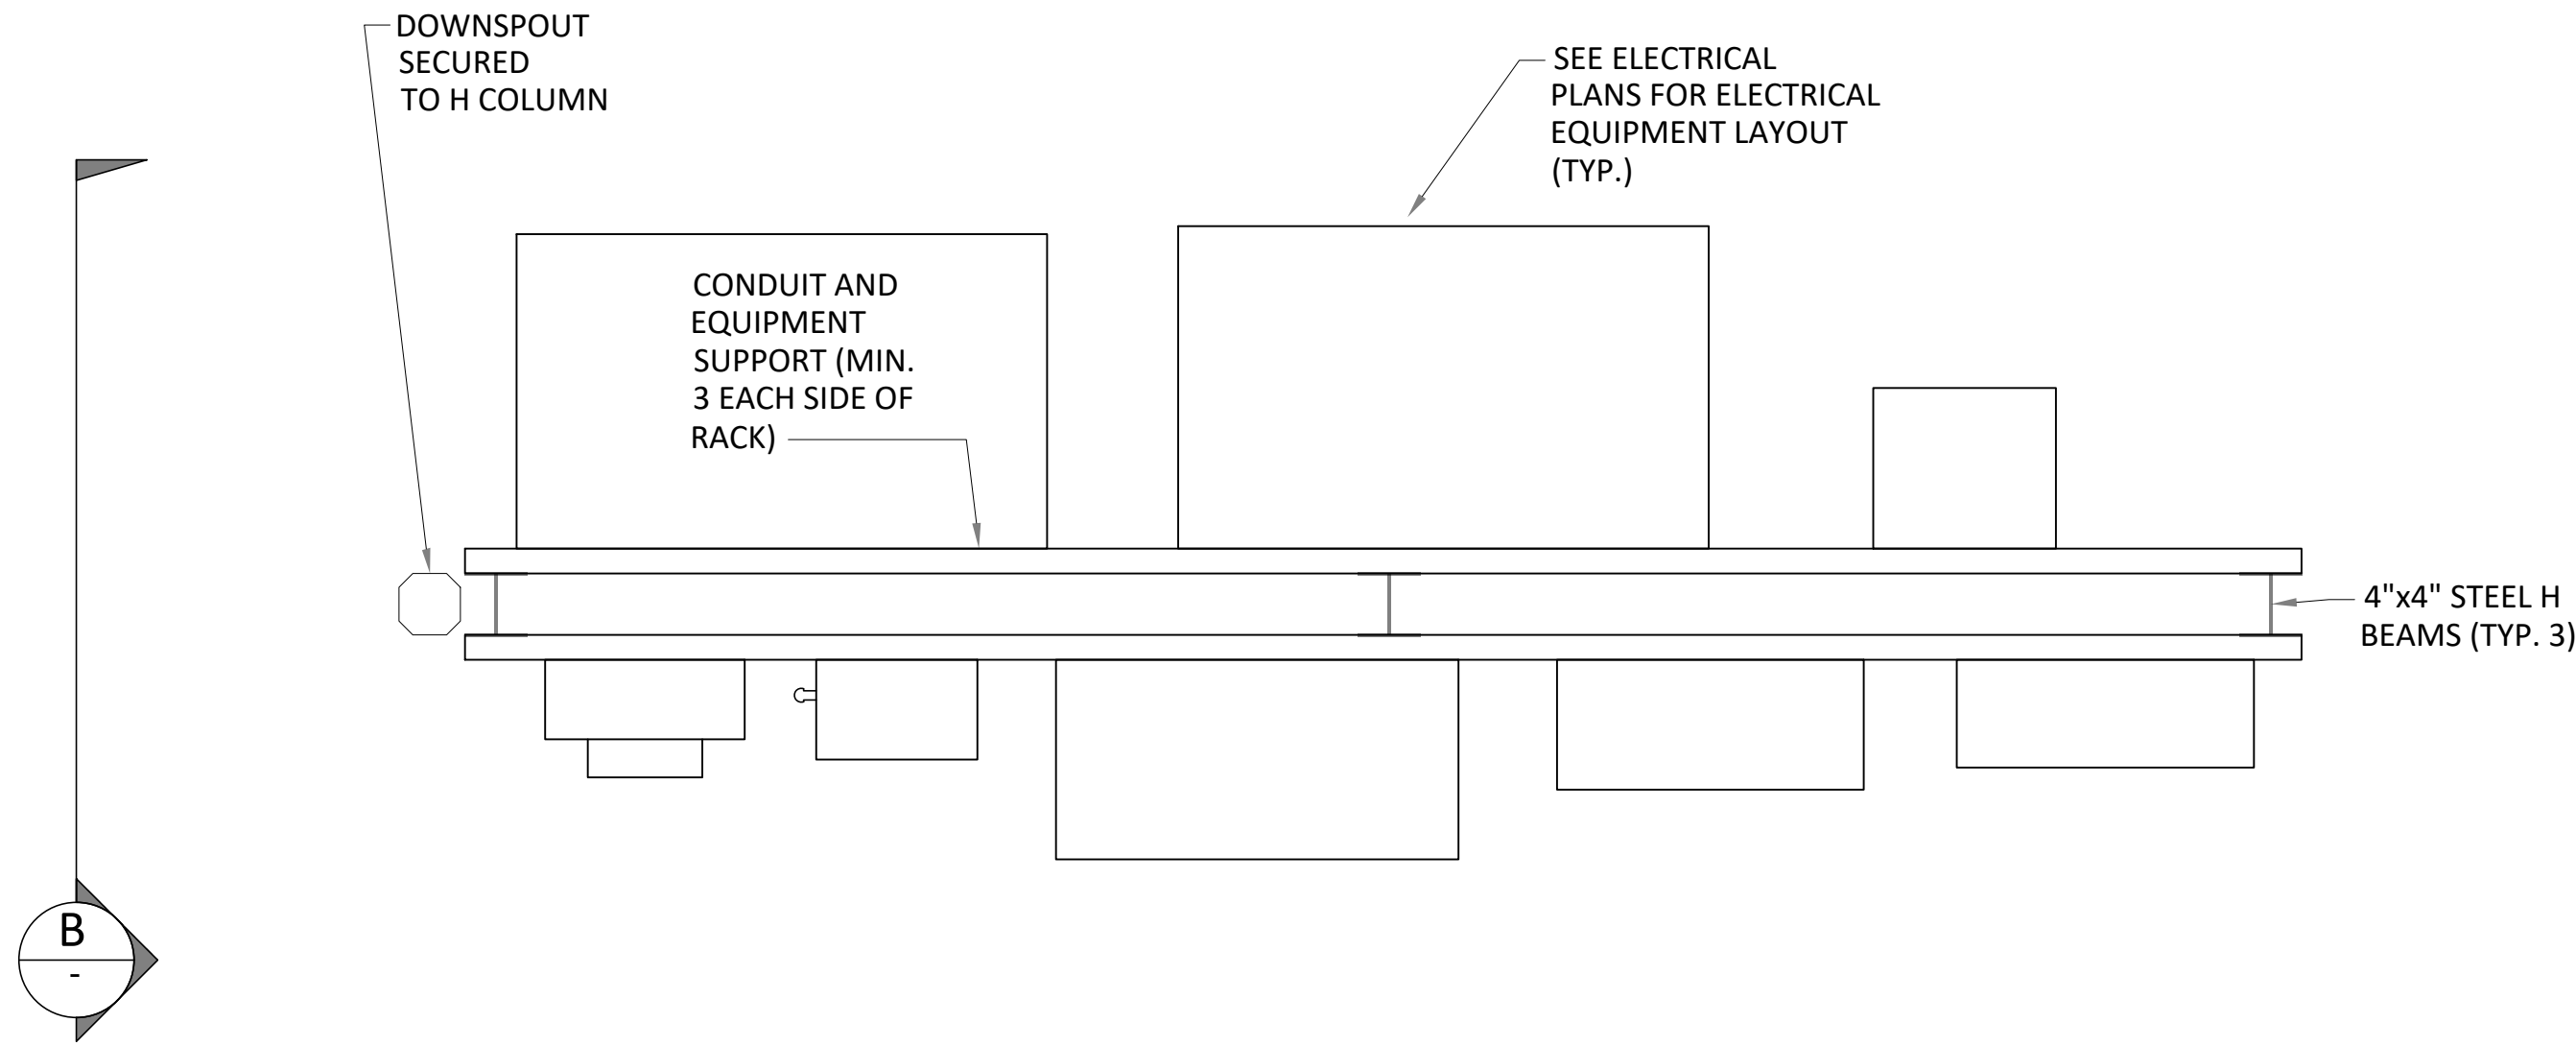 DOWNSPOUT
SECURED
TO H COLUMN
SEE ELECTRICAL
PLANS FOR ELECTRICAL
EQUIPMENT LAYOUT
(TYP.)
CONDUIT AND
EQUIPMENT
SUPPORT (MIN.
3 EACH SIDE OF
RACK)
4"x4" STEEL H
BEAMS (TYP. 3)
B
-